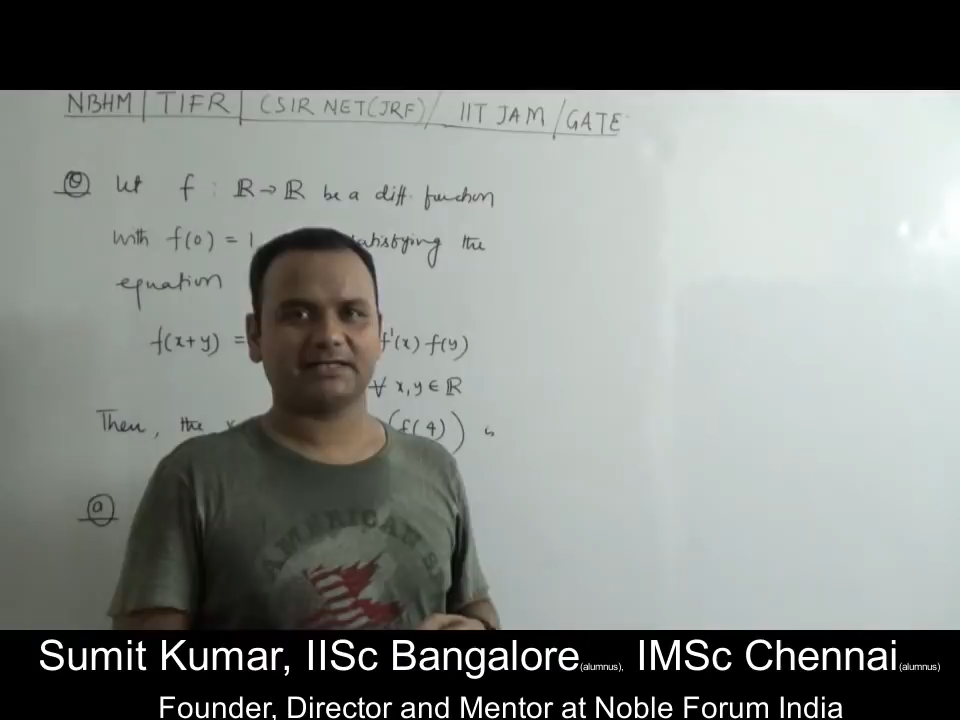 NBHM | TIFR | CSIR NET(JRF) / IIT JAM / GATE
Q Let f : ℝ → ℝ be a diff. function
with f(0) = 1 satisfying the
equation
f(x+y) = f'(x) f(y)
∀ x, y ∈ ℝ
Then, the (f(4)) is
a
AMERICAN
Sumit Kumar, IISc Bangalore(alumnus), IMSc Chennai(alumnus)
Founder, Director and Mentor at Noble Forum India